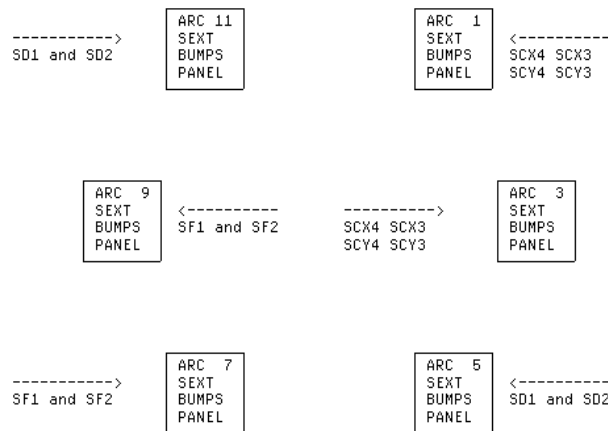 ARC 11
SEXT
BUMPS
PANEL
------------>
SD1 and SD2
ARC 1
SEXT
BUMPS
PANEL
<-----------
SCX4 SCX3
SCY4 SCY3
ARC 9
SEXT
BUMPS
PANEL
<-----------
SF1 and SF2
----------->
SCX4 SCX3
SCY4 SCY3
ARC 3
SEXT
BUMPS
PANEL
------------>
SF1 and SF2
ARC 7
SEXT
BUMPS
PANEL
ARC 5
SEXT
BUMPS
PANEL
<-----------
SD1 and SD2